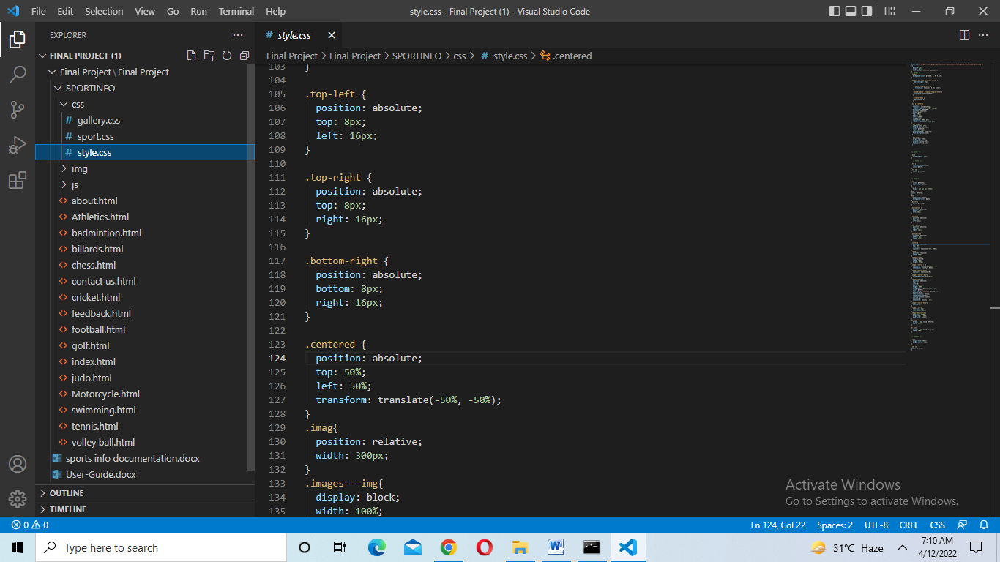 File Edit Selection View Go Run Terminal Help
style.css - Final Project (1) - Visual Studio Code
EXPLORER
FINAL PROJECT (1)
Final Project\Final Project
SPORTINFO
css
# gallery.css
# sport.css
# style.css
img
js
<> about.html
<> Athletics.html
<> badmintion.html
<> billards.html
<> chess.html
<> contact us.html
<> cricket.html
<> feedback.html
<> football.html
<> golf.html
<> index.html
<> judo.html
<> Motorcycle.html
<> swimming.html
<> tennis.html
<> volley ball.html
sports info documentation.docx
User-Guide.docx
OUTLINE
TIMELINE
# style.css
Final Project > Final Project > SPORTINFO > css > # style.css > .centered
103 }
104
105 .top-left {
106 position: absolute;
107 top: 8px;
108 left: 16px;
109 }
110
111 .top-right {
112 position: absolute;
113 top: 8px;
114 right: 16px;
115 }
116
117 .bottom-right {
118 position: absolute;
119 bottom: 8px;
120 right: 16px;
121 }
122
123 .centered {
124 position: absolute;
125 top: 50%;
126 left: 50%;
127 transform: translate(-50%, -50%);
128 }
129 .imag{
130 position: relative;
131 width: 300px;
132 }
133 .images---img{
134 display: block;
135 width: 100%;
Activate Windows
Go to Settings to activate Windows.
0 0
Ln 124, Col 22 Spaces: 2 UTF-8 CRLF CSS
Type here to search
31°C Haze
7:10 AM
4/12/2022